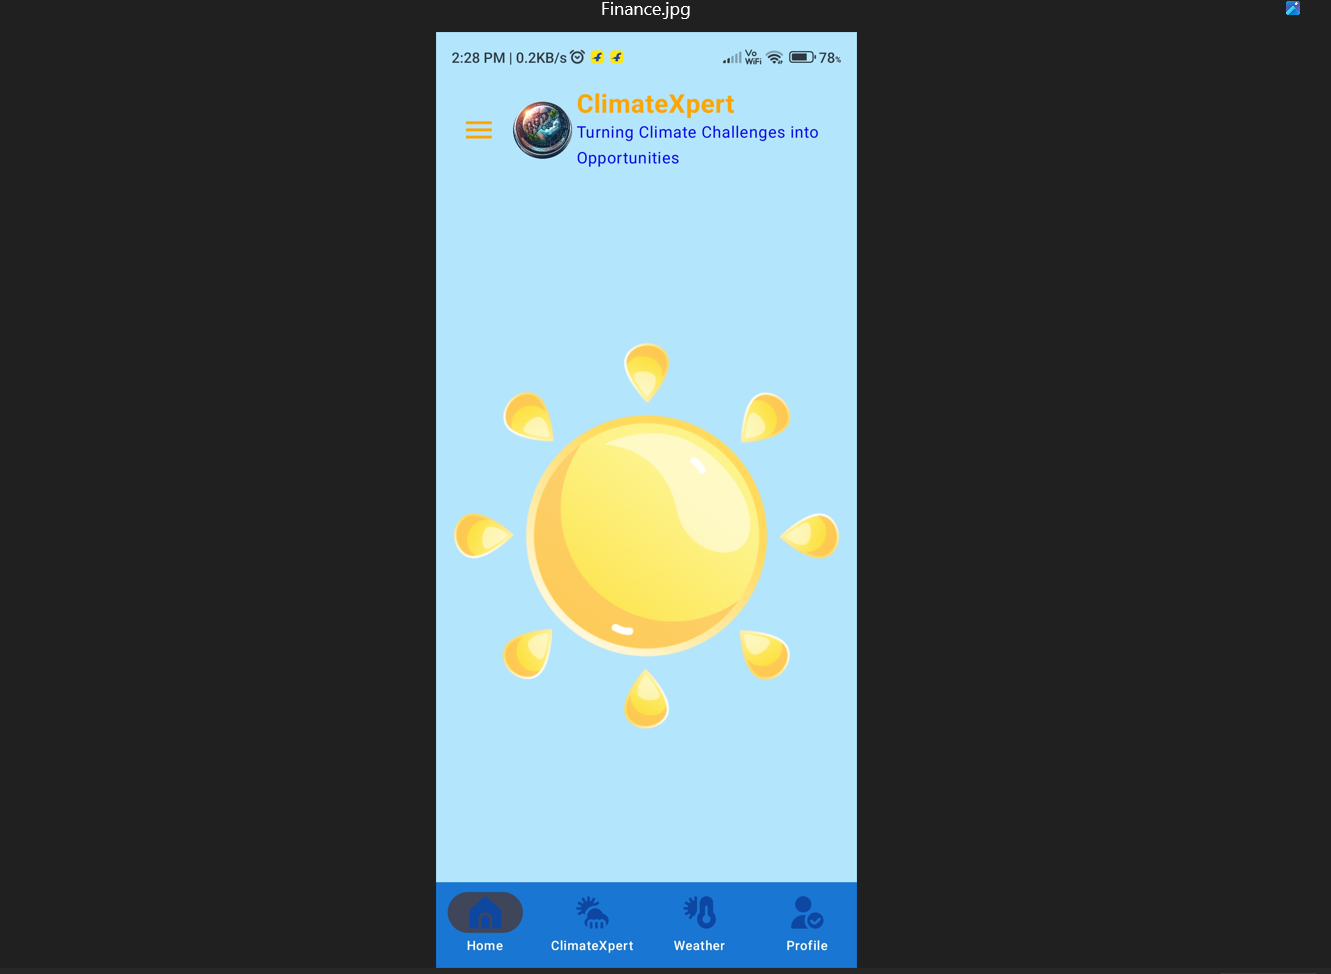 Finance.jpg
2:28 PM | 0.2KB/s
Vo
WiFi
78%
ClimateXpert
Turning Climate Challenges into
Opportunities
Home
ClimateXpert
Weather
Profile